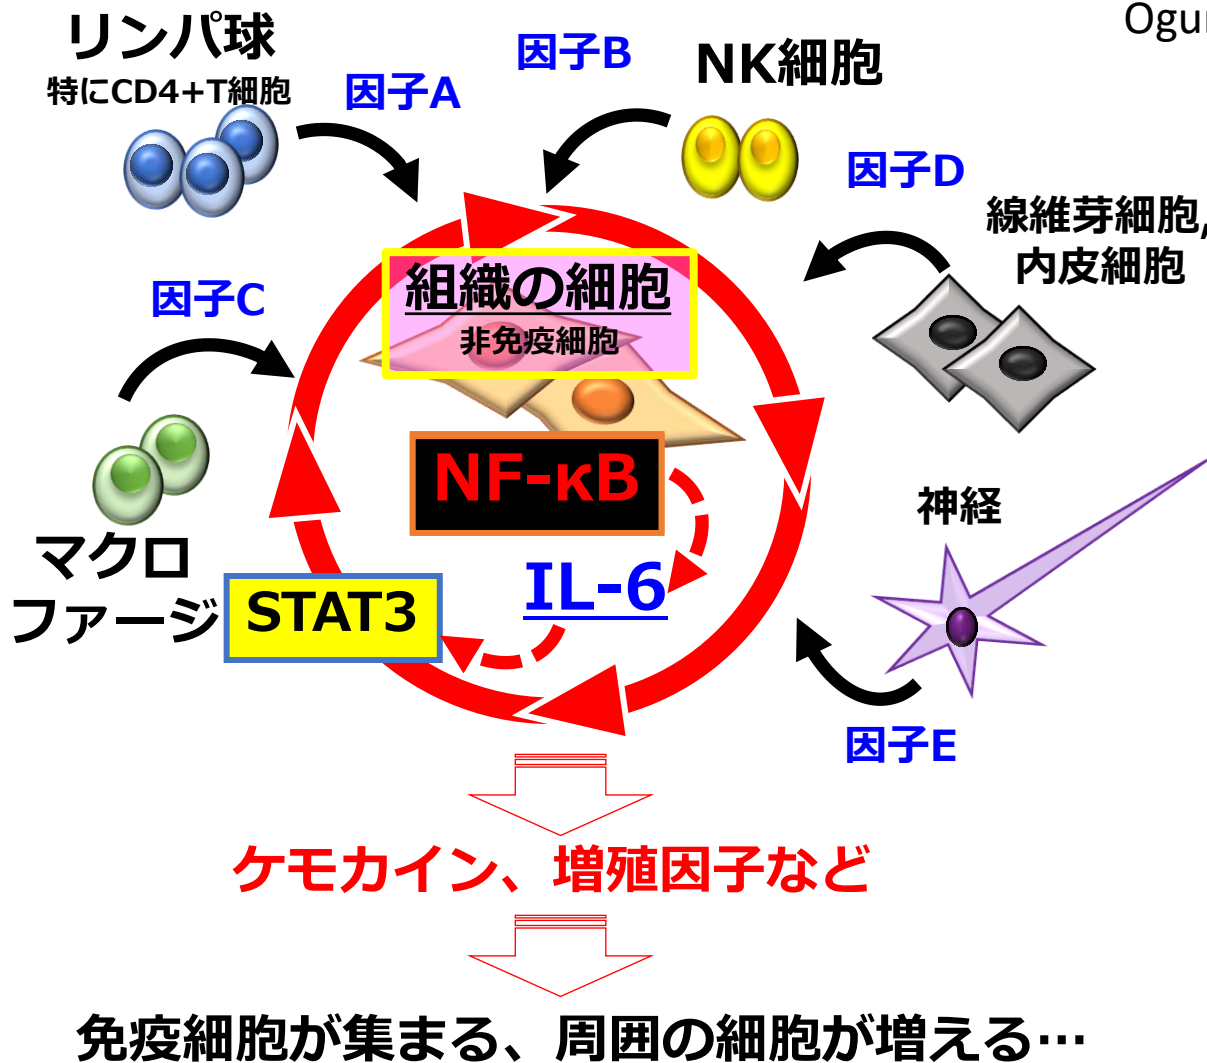 Ogur
リンパ球
特にCD4+T細胞
因子A
因子B
NK細胞
因子D
線維芽細胞,
内皮細胞
因子C
組織の細胞
非免疫細胞
NF-κB
神経
IL-6
マクロ
ファージ
STAT3
因子E
ケモカイン、増殖因子など
免疫細胞が集まる、周囲の細胞が増える…